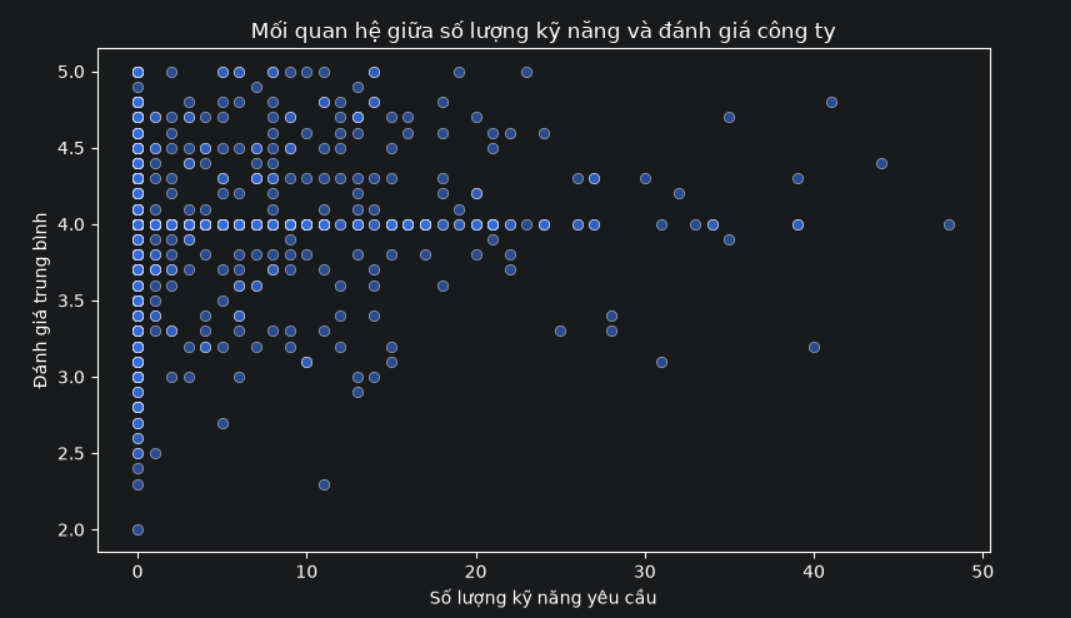 Mối quan hệ giữa số lượng kỹ năng và đánh giá công ty
Đánh giá trung bình
5.0
4.5
4.0
3.5
3.0
2.5
2.0
0 10 20 30 40 50
Số lượng kỹ năng yêu cầu